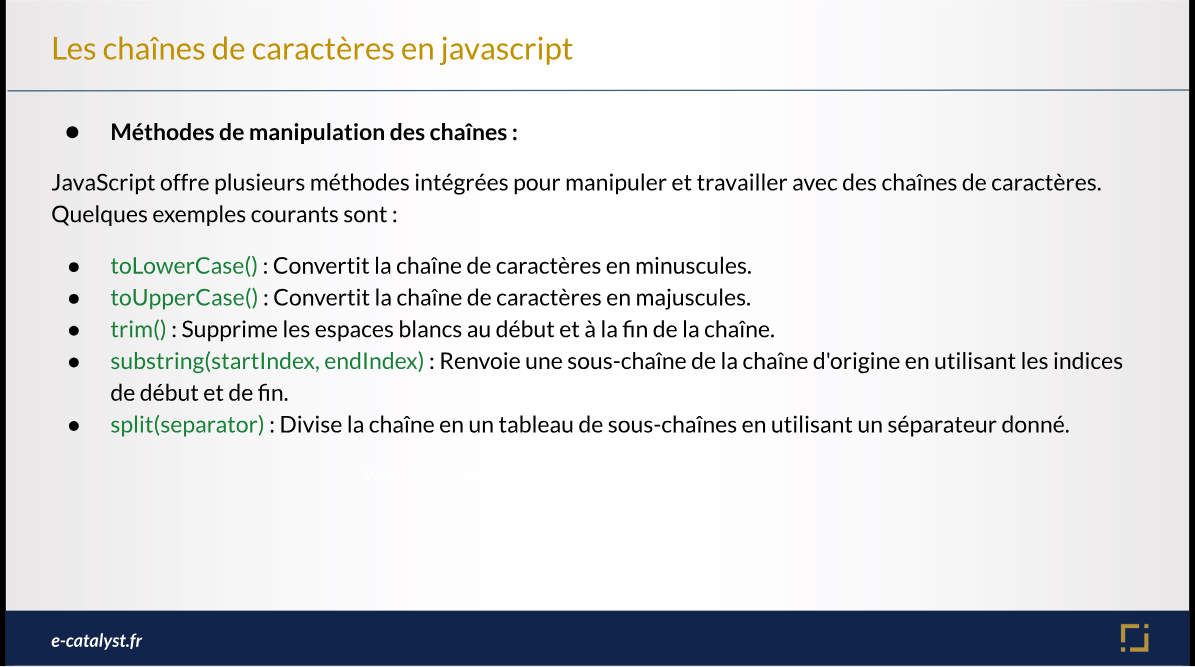 Les chaînes de caractères en javascript
● Méthodes de manipulation des chaînes :
JavaScript offre plusieurs méthodes intégrées pour manipuler et travailler avec des chaînes de caractères.
Quelques exemples courants sont :
● toLowerCase() : Convertit la chaîne de caractères en minuscules.
● toUpperCase() : Convertit la chaîne de caractères en majuscules.
● trim() : Supprime les espaces blancs au début et à la fin de la chaîne.
● substring(startIndex, endIndex) : Renvoie une sous-chaîne de la chaîne d'origine en utilisant les indices
de début et de fin.
● split(separator) : Divise la chaîne en un tableau de sous-chaînes en utilisant un séparateur donné.
e-catalyst.fr